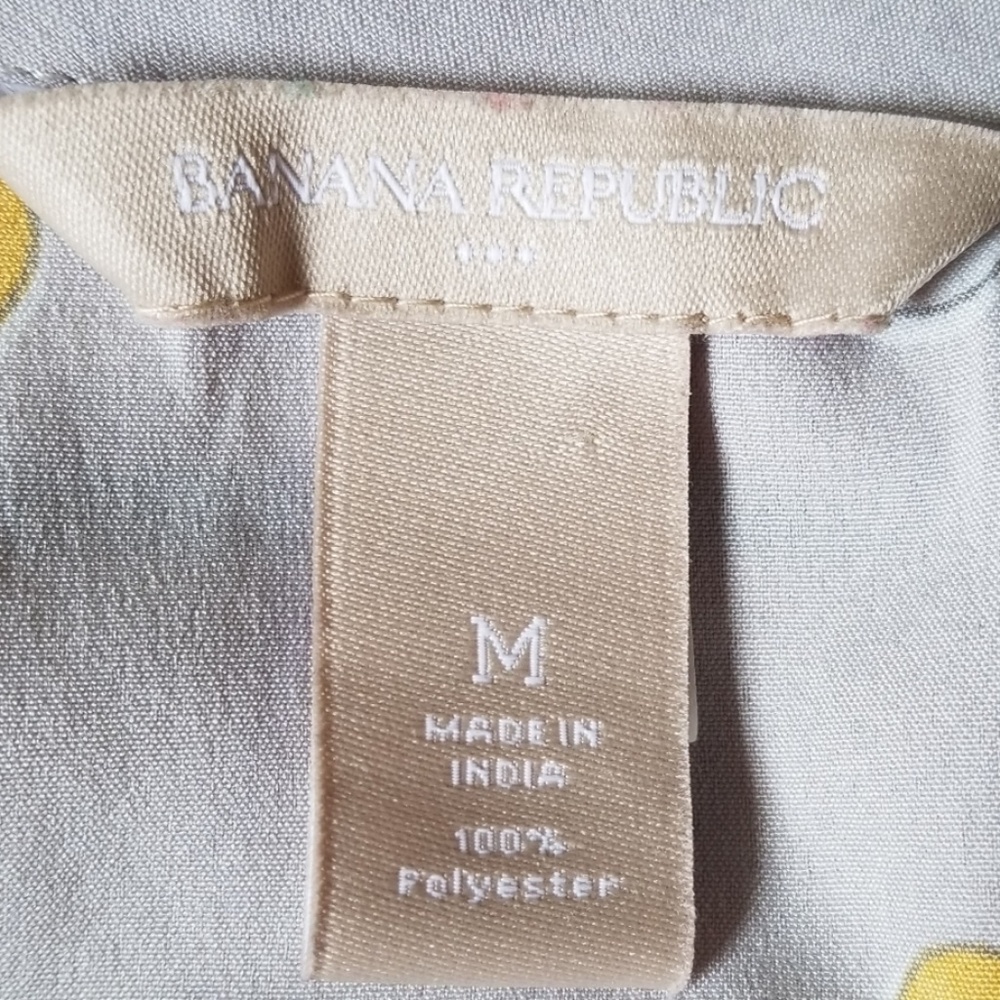 BANANA REPUBLIC
M
MADE IN
INDIA
100%
Polyester